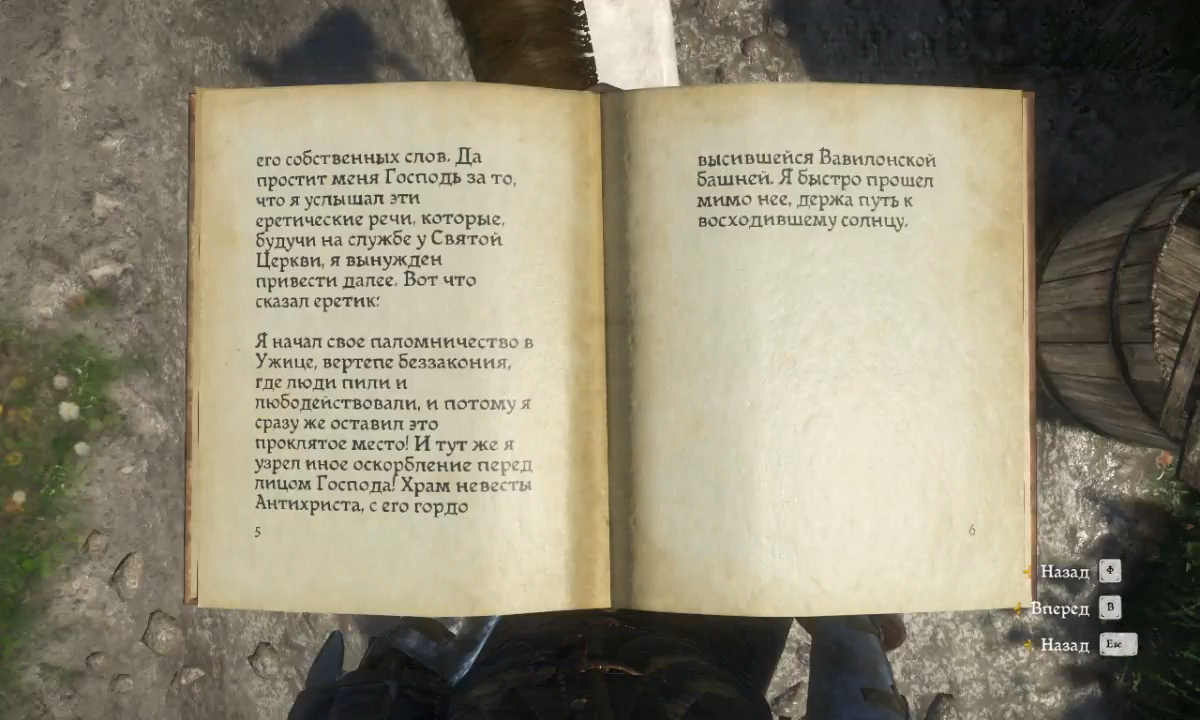 его собственных слов. Да
простит меня Господь за то,
что я услышал эти
еретические речи, которые,
будучи на службе у Святой
Церкви, я вынужден
привести далее. Вот что
сказал еретик:
Я начал свое паломничество в
Ужице, вертепе беззакония,
где люди пили и
любодействовали, и потому я
сразу же оставил это
проклятое место! И тут же я
узрел иное оскорбление перед
лицом Господа! Храм невесты
Антихриста, с его гордо
5
высившейся Вавилонской
башней. Я быстро прошел
мимо нее, держа путь к
восходившему солнцу.
6
Назад Ф
Вперед В
Назад Esc